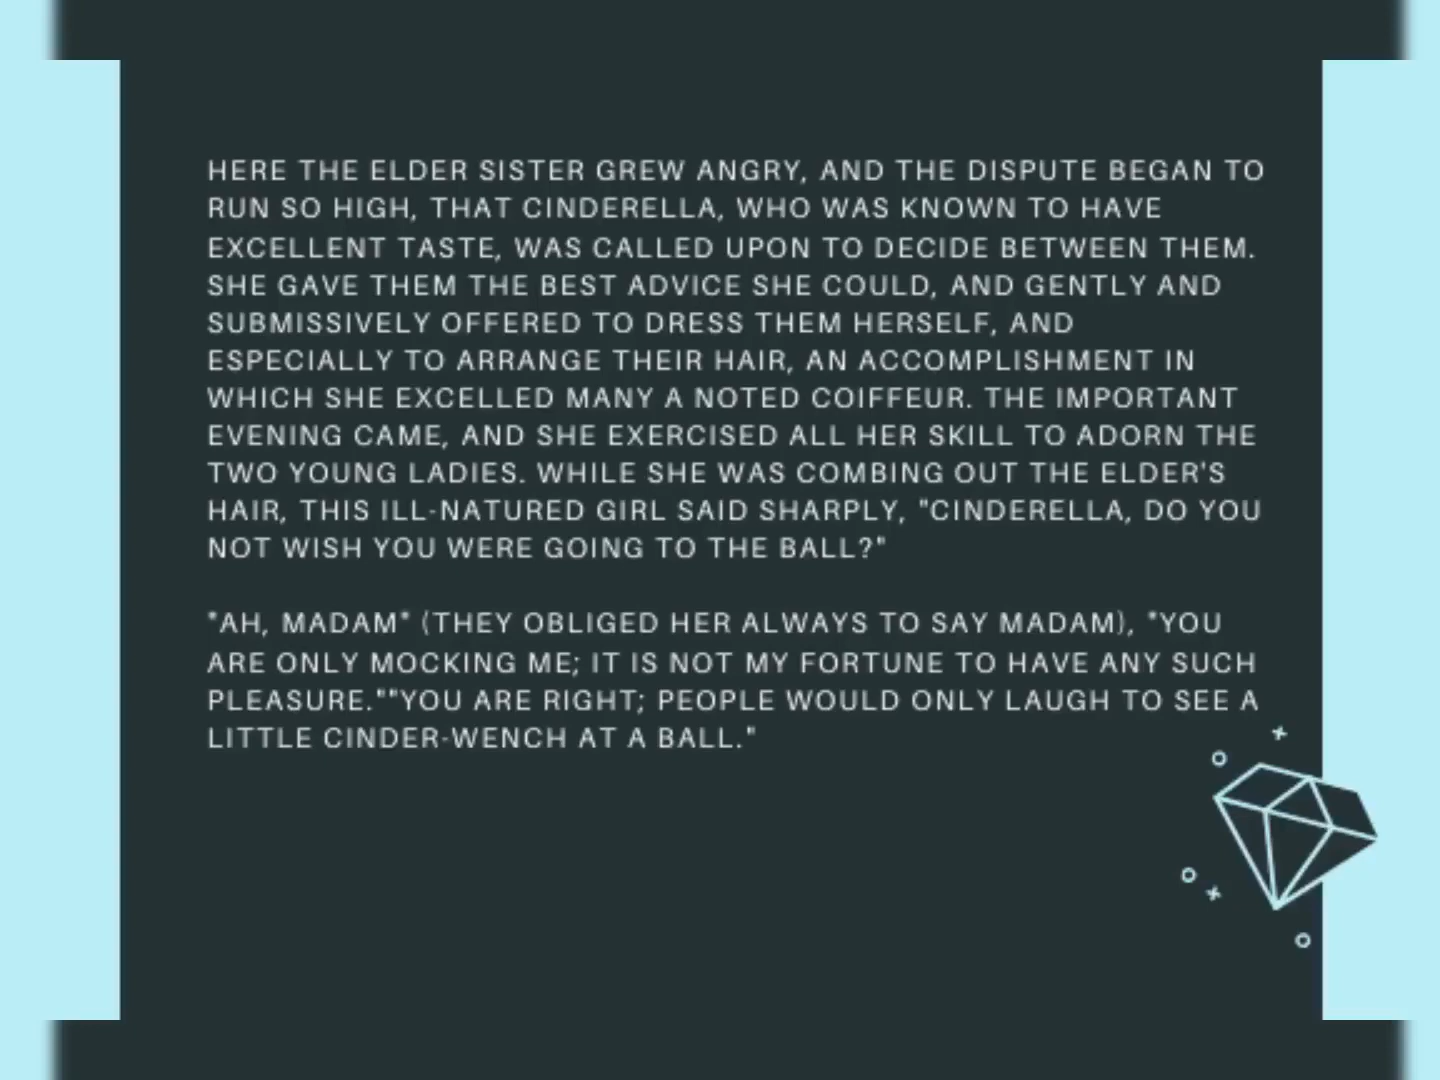 HERE THE ELDER SISTER GREW ANGRY, AND THE DISPUTE BEGAN TO
RUN SO HIGH, THAT CINDERELLA, WHO WAS KNOWN TO HAVE
EXCELLENT TASTE, WAS CALLED UPON TO DECIDE BETWEEN THEM.
SHE GAVE THEM THE BEST ADVICE SHE COULD, AND GENTLY AND
SUBMISSIVELY OFFERED TO DRESS THEM HERSELF, AND
ESPECIALLY TO ARRANGE THEIR HAIR, AN ACCOMPLISHMENT IN
WHICH SHE EXCELLED MANY A NOTED COIFFEUR. THE IMPORTANT
EVENING CAME, AND SHE EXERCISED ALL HER SKILL TO ADORN THE
TWO YOUNG LADIES. WHILE SHE WAS COMBING OUT THE ELDER'S
HAIR, THIS ILL-NATURED GIRL SAID SHARPLY, "CINDERELLA, DO YOU
NOT WISH YOU WERE GOING TO THE BALL?"
"AH, MADAM" (THEY OBLIGED HER ALWAYS TO SAY MADAM), "YOU
ARE ONLY MOCKING ME; IT IS NOT MY FORTUNE TO HAVE ANY SUCH
PLEASURE.""YOU ARE RIGHT; PEOPLE WOULD ONLY LAUGH TO SEE A
LITTLE CINDER-WENCH AT A BALL."